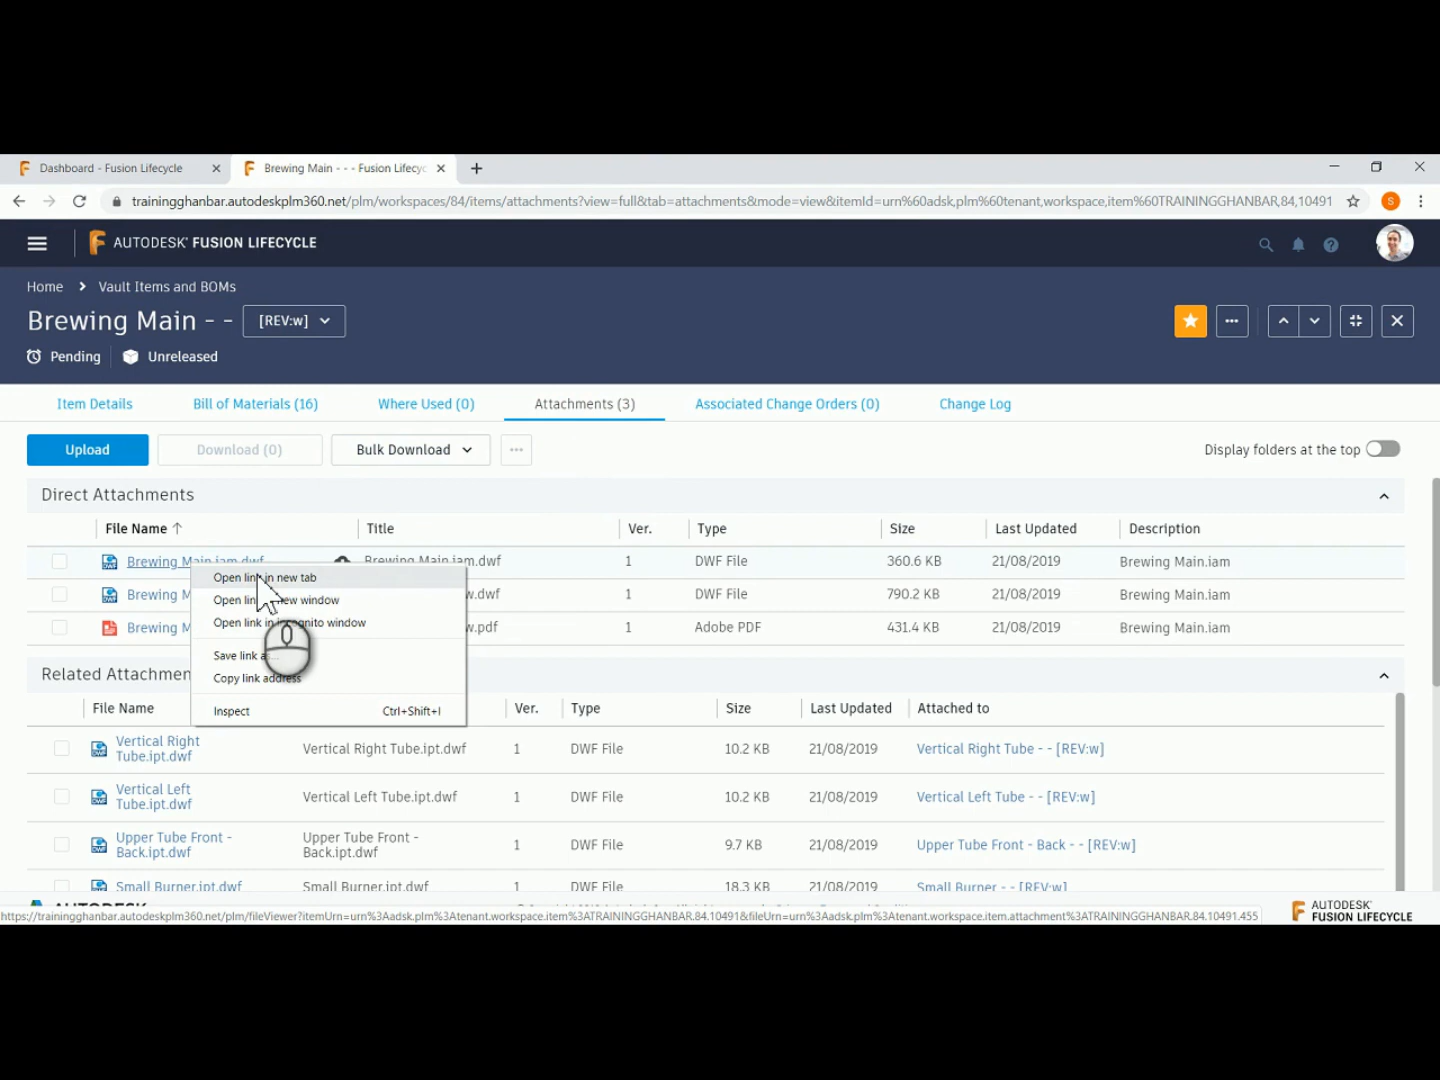 Dashboard - Fusion Lifecycle
Brewing Main - - - Fusion Lifecyc
trainingghanbar.autodeskplm360.net/plm/workspaces/84/items/attachments?view=full&tab=attachments&mode=view&itemId=urn%60adsk,plm%60tenant,workspace,item%60TRAININGGHANBAR,84,10491
S
AUTODESK® FUSION LIFECYCLE
Home > Vault Items and BOMs
Brewing Main - - [REV:w]
Pending Unreleased
Item Details Bill of Materials (16) Where Used (0) Attachments (3) Associated Change Orders (0) Change Log
Upload Download (0) Bulk Download Display folders at the top
Direct Attachments
File Name Title Ver. Type Size Last Updated Description
Brewing Main.iam.dwf Brewing Main.iam.dwf 1 DWF File 360.6 KB 21/08/2019 Brewing Main.iam
Brewing M w.dwf 1 DWF File 790.2 KB 21/08/2019 Brewing Main.iam
Brewing M w.pdf 1 Adobe PDF 431.4 KB 21/08/2019 Brewing Main.iam
Open link in new tab
Open link in new window
Open link in incognito window
Save link as...
Copy link address
Inspect Ctrl+Shift+I
Related Attachmen
File Name Ver. Type Size Last Updated Attached to
Vertical Right Tube.ipt.dwf Vertical Right Tube.ipt.dwf 1 DWF File 10.2 KB 21/08/2019 Vertical Right Tube - - [REV:w]
Vertical Left Tube.ipt.dwf Vertical Left Tube.ipt.dwf 1 DWF File 10.2 KB 21/08/2019 Vertical Left Tube - - [REV:w]
Upper Tube Front - Back.ipt.dwf Upper Tube Front - Back.ipt.dwf 1 DWF File 9.7 KB 21/08/2019 Upper Tube Front - Back - - [REV:w]
Small Burner.ipt.dwf Small Burner.ipt.dwf 1 DWF File 18.3 KB 21/08/2019 Small Burner - - [REV:w]
AUTODESK
https://trainingghanbar.autodeskplm360.net/plm/fileViewer?itemUrn=urn%3Aadsk.plm%3Atenant.workspace.item%3ATRAININGGHANBAR.84.10491&fileUrn=urn%3Aadsk.plm%3Atenant.workspace.item.attachment%3ATRAININGGHANBAR.84.10491.455
AUTODESK®
FUSION LIFECYCLE